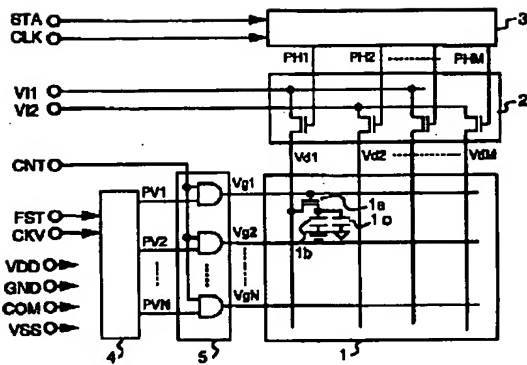 STA
CLK
3
PH1 PH2 PHM
VI1
VI2
2
Vd1 Vd2 VdM
CNT
PV1 Vg1
1a
FST
CKV
PV2 Vg2
1b
VDD
GND
COM
VSS
PVN VgN
4 5 1